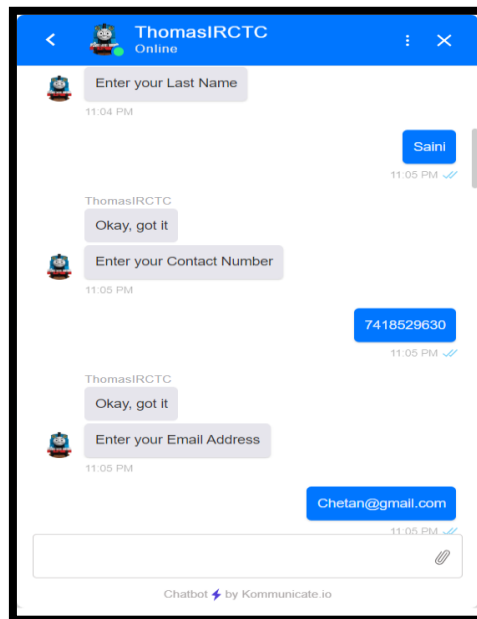 ThomasIRCTC
Online
Enter your Last Name
11:04 PM
Saini
11:05 PM
ThomasIRCTC
Okay, got it
Enter your Contact Number
11:05 PM
7418529630
11:05 PM
ThomasIRCTC
Okay, got it
Enter your Email Address
11:05 PM
Chetan@gmail.com
11:05 PM
Chatbot by Kommunicate.io